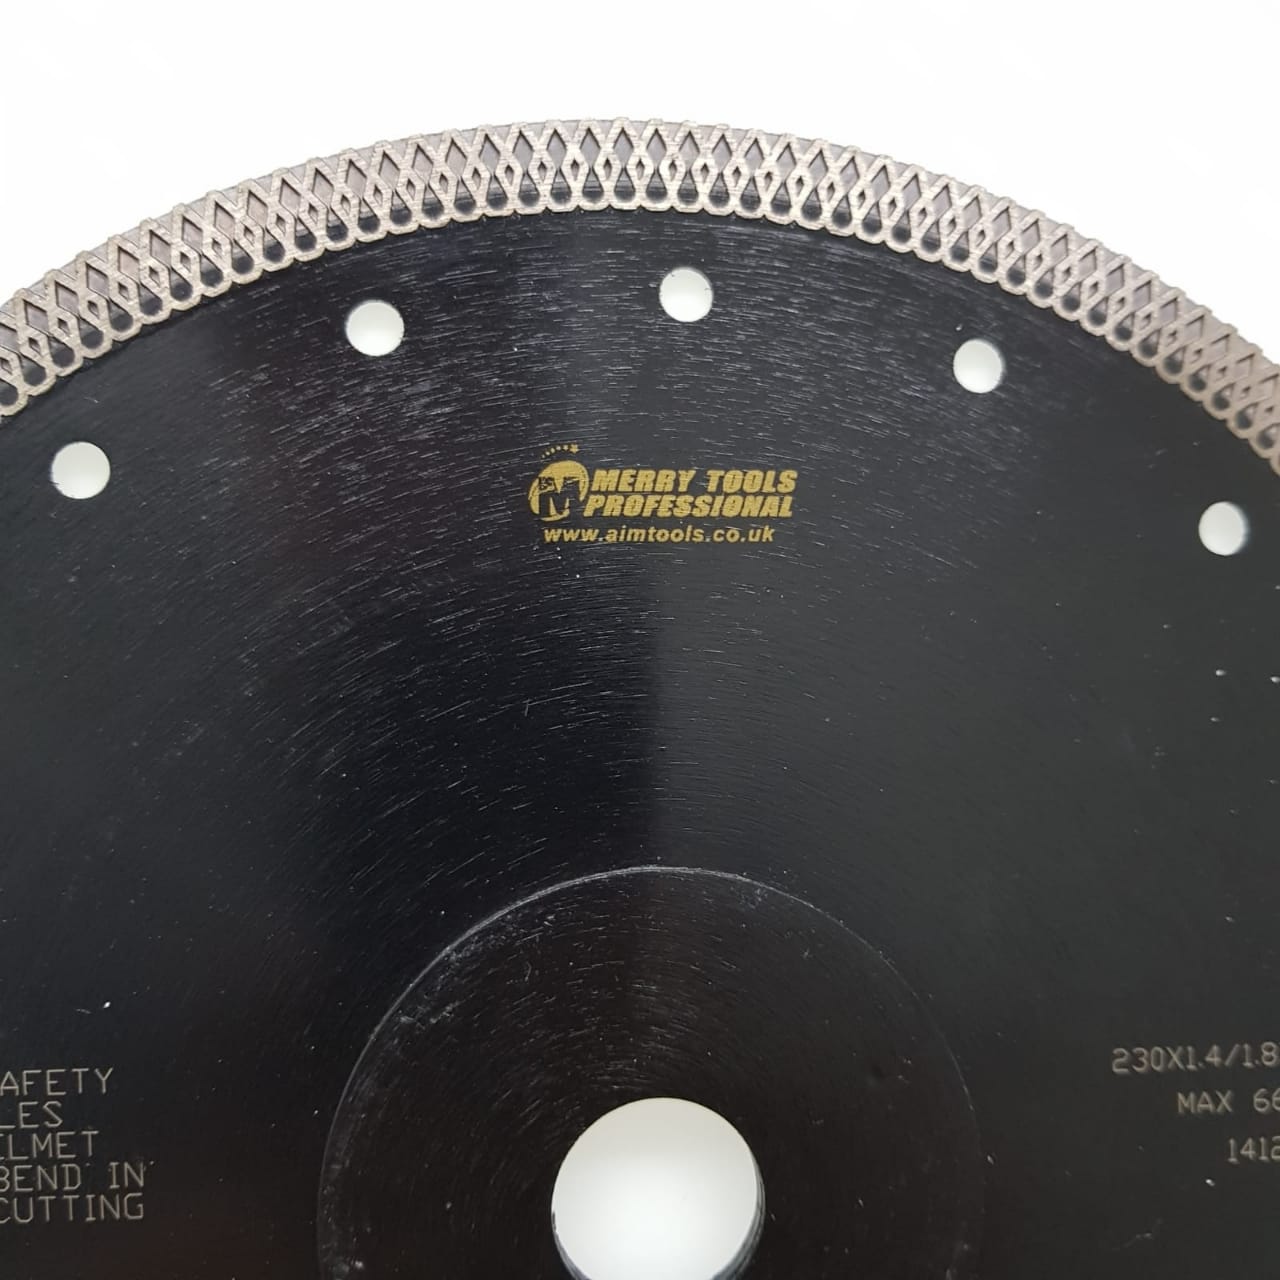 MERRY TOOLS
PROFESSIONAL
www.aimtools.co.uk
AFETY
LES
ELMET
BEND IN
CUTTING
230X1.4/1.8
MAX 66
1412